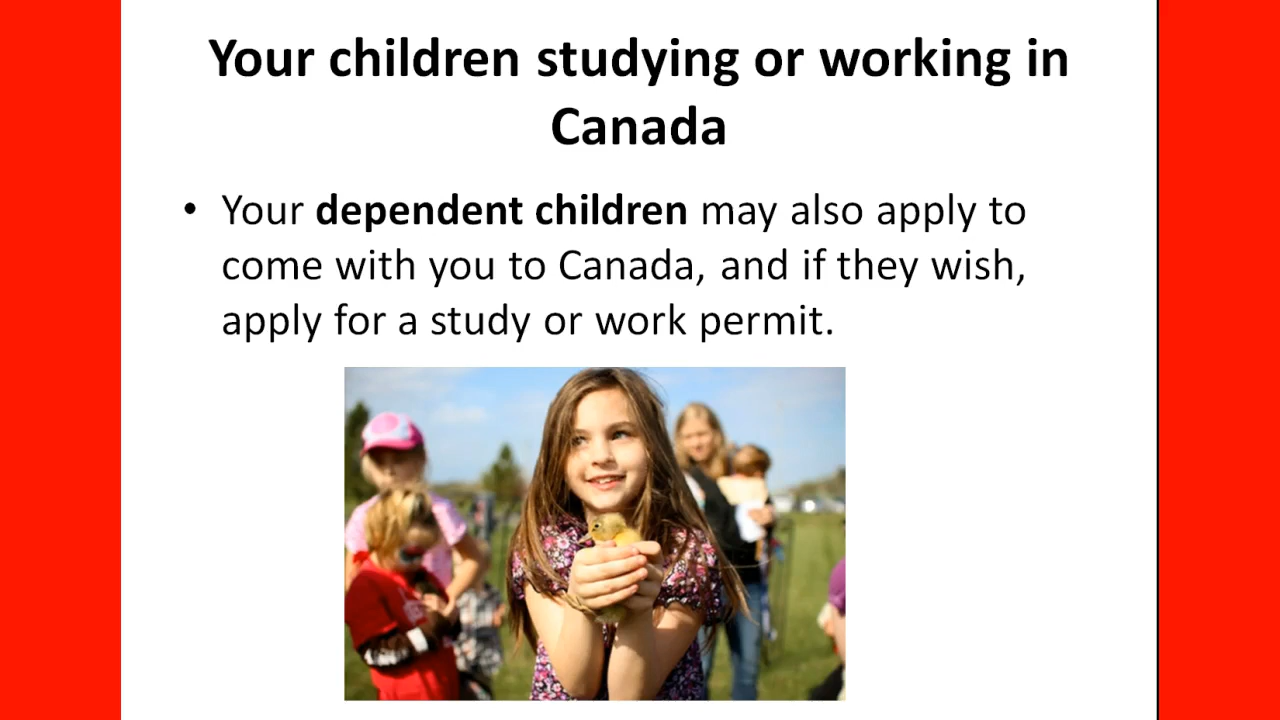 Your children studying or working in
Canada
• Your dependent children may also apply to
come with you to Canada, and if they wish,
apply for a study or work permit.